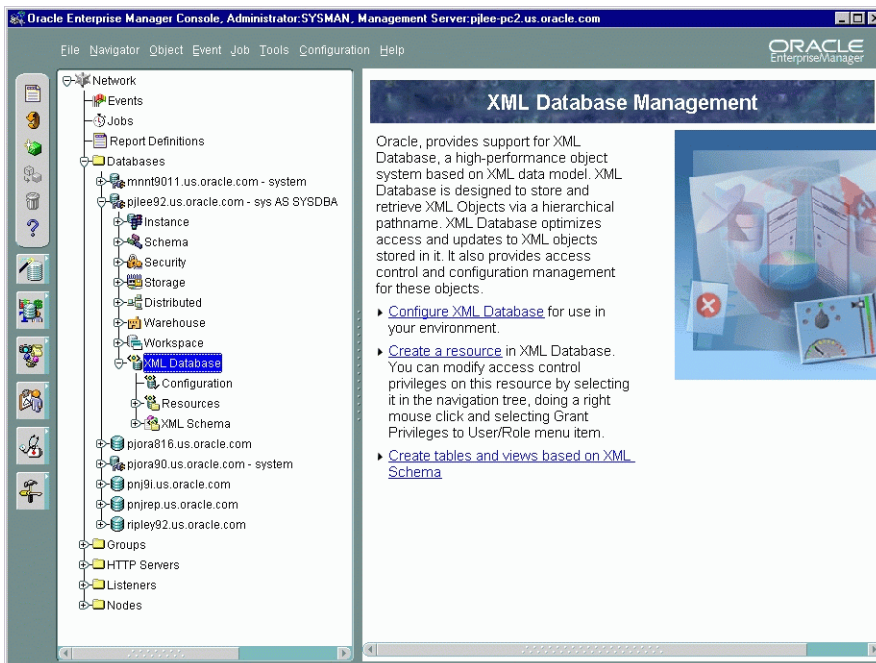 Oracle Enterprise Manager Console, Administrator:SYSMAN, Management Server:pjlee-pc2.us.oracle.com
File Navigator Object Event Job Tools Configuration Help
ORACLE
EnterpriseManager
Network
Events
Jobs
Report Definitions
Databases
mnnt9011.us.oracle.com - system
pjlee92.us.oracle.com - sys AS SYSDBA
Instance
Schema
Security
Storage
Distributed
Warehouse
Workspace
XML Database
Configuration
Resources
XML Schema
pjora816.us.oracle.com
pjora90.us.oracle.com - system
pnj9i.us.oracle.com
pnjrep.us.oracle.com
ripley92.us.oracle.com
Groups
HTTP Servers
Listeners
Nodes
XML Database Management
Oracle, provides support for XML
Database, a high-performance object
system based on XML data model. XML
Database is designed to store and
retrieve XML Objects via a hierarchical
pathname. XML Database optimizes
access and updates to XML objects
stored in it. It also provides access
control and configuration management
for these objects.
Configure XML Database for use in
your environment.
Create a resource in XML Database.
You can modify access control
privileges on this resource by selecting
it in the navigation tree, doing a right
mouse click and selecting Grant
Privileges to User/Role menu item.
Create tables and views based on XML
Schema